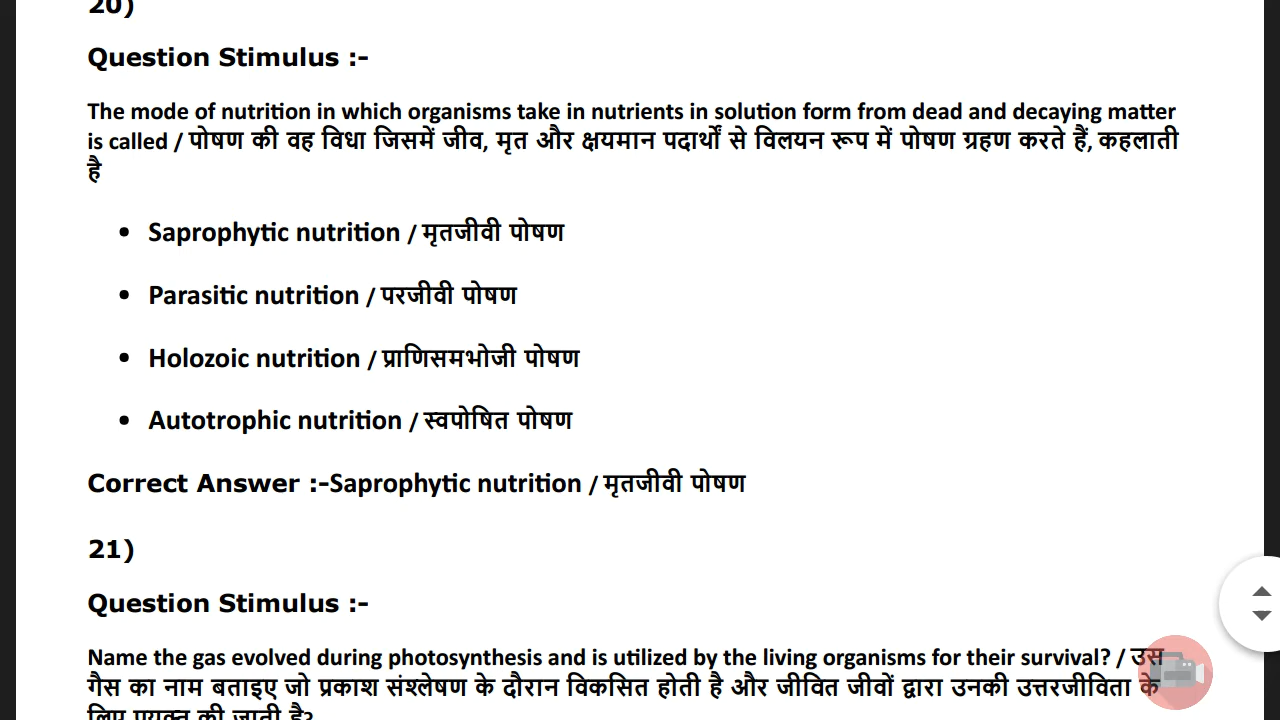 20)
Question Stimulus :-
The mode of nutrition in which organisms take in nutrients in solution form from dead and decaying matter
is called / पोषण की वह विधा जिसमें जीव, मृत और क्षयमान पदार्थों से विलयन रूप में पोषण ग्रहण करते हैं, कहलाती
है
• Saprophytic nutrition / मृतजीवी पोषण
• Parasitic nutrition / परजीवी पोषण
• Holozoic nutrition / प्राणिसमभोजी पोषण
• Autotrophic nutrition / स्वपोषित पोषण
Correct Answer :-Saprophytic nutrition / मृतजीवी पोषण
21)
Question Stimulus :-
Name the gas evolved during photosynthesis and is utilized by the living organisms for their survival? / उस
गैस का नाम बताइए जो प्रकाश संश्लेषण के दौरान विकसित होती है और जीवित जीवों द्वारा उनकी उत्तरजीविता के
लिए प्रयुक्त की जाती है?